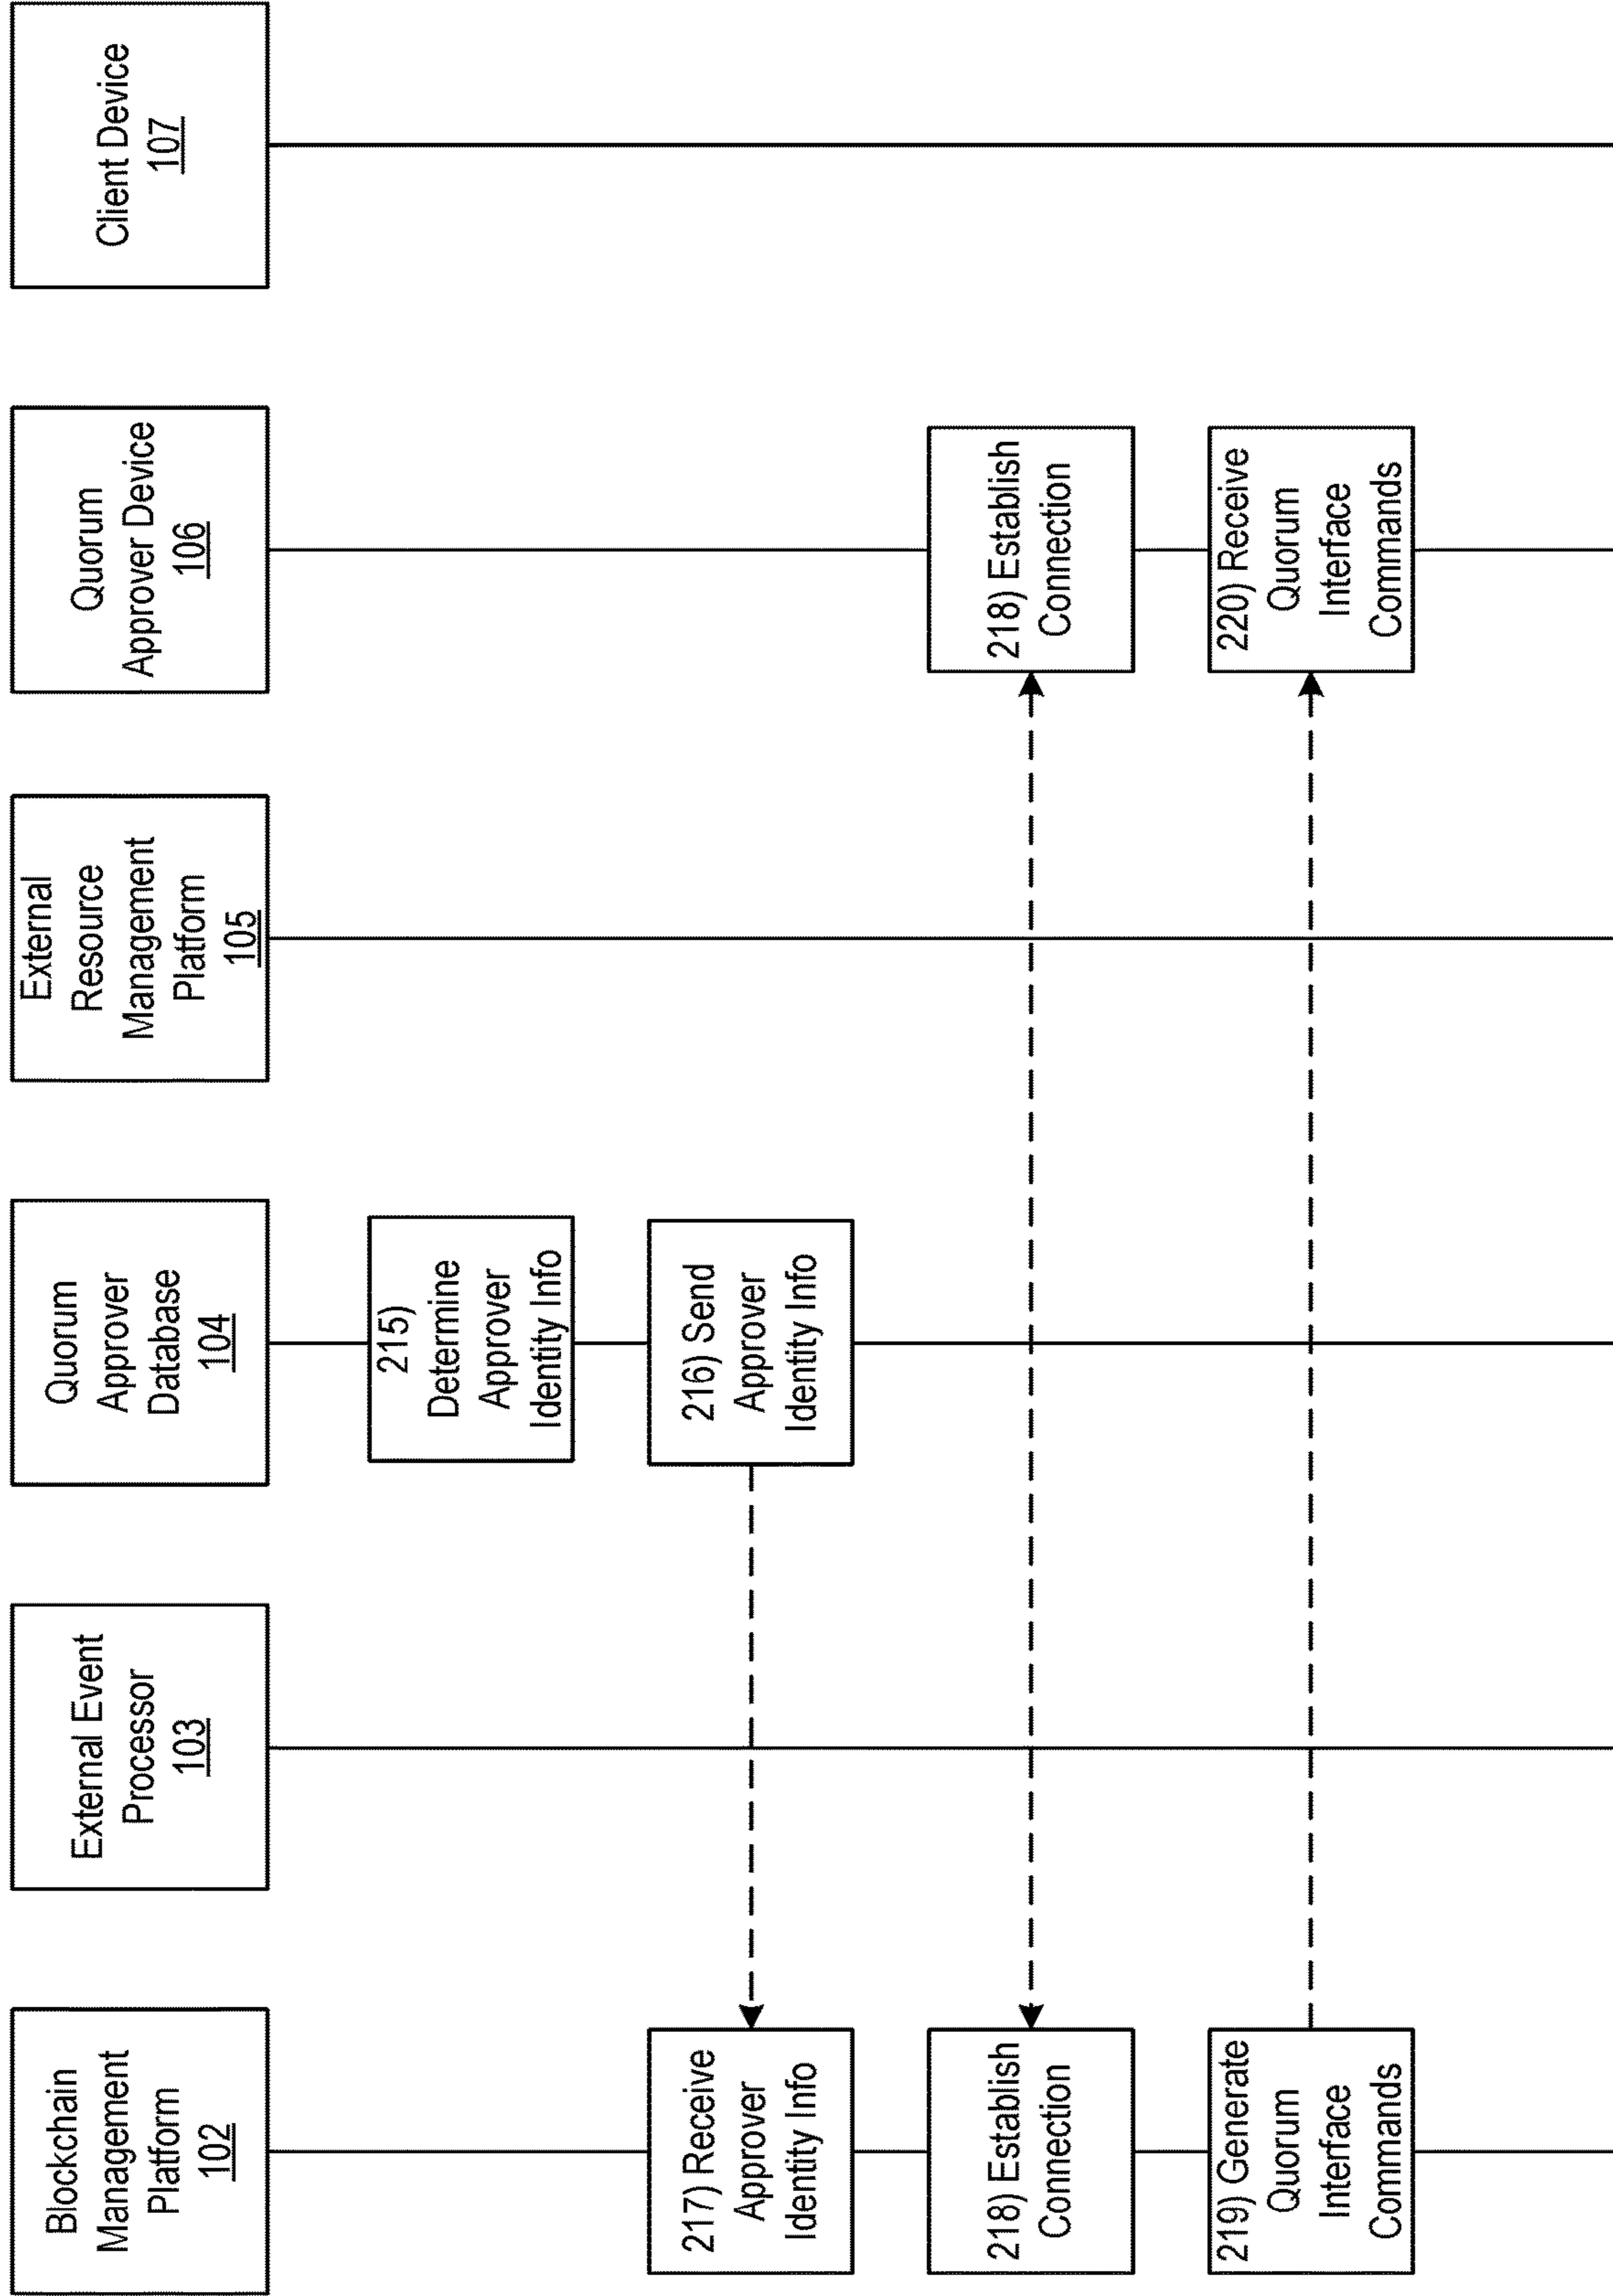 Blockchain
Management
Platform
102
External Event
Processor
103
Quorum
Approver
Database
104
External
Resource
Management
Platform
105
Quorum
Approver Device
106
Client Device
107
215)
Determine
Approver
Identity Info
217) Receive
Approver
Identity Info
216) Send
Approver
Identity Info
218) Establish
Connection
218) Establish
Connection
219) Generate
Quorum
Interface
Commands
220) Receive
Quorum
Interface
Commands